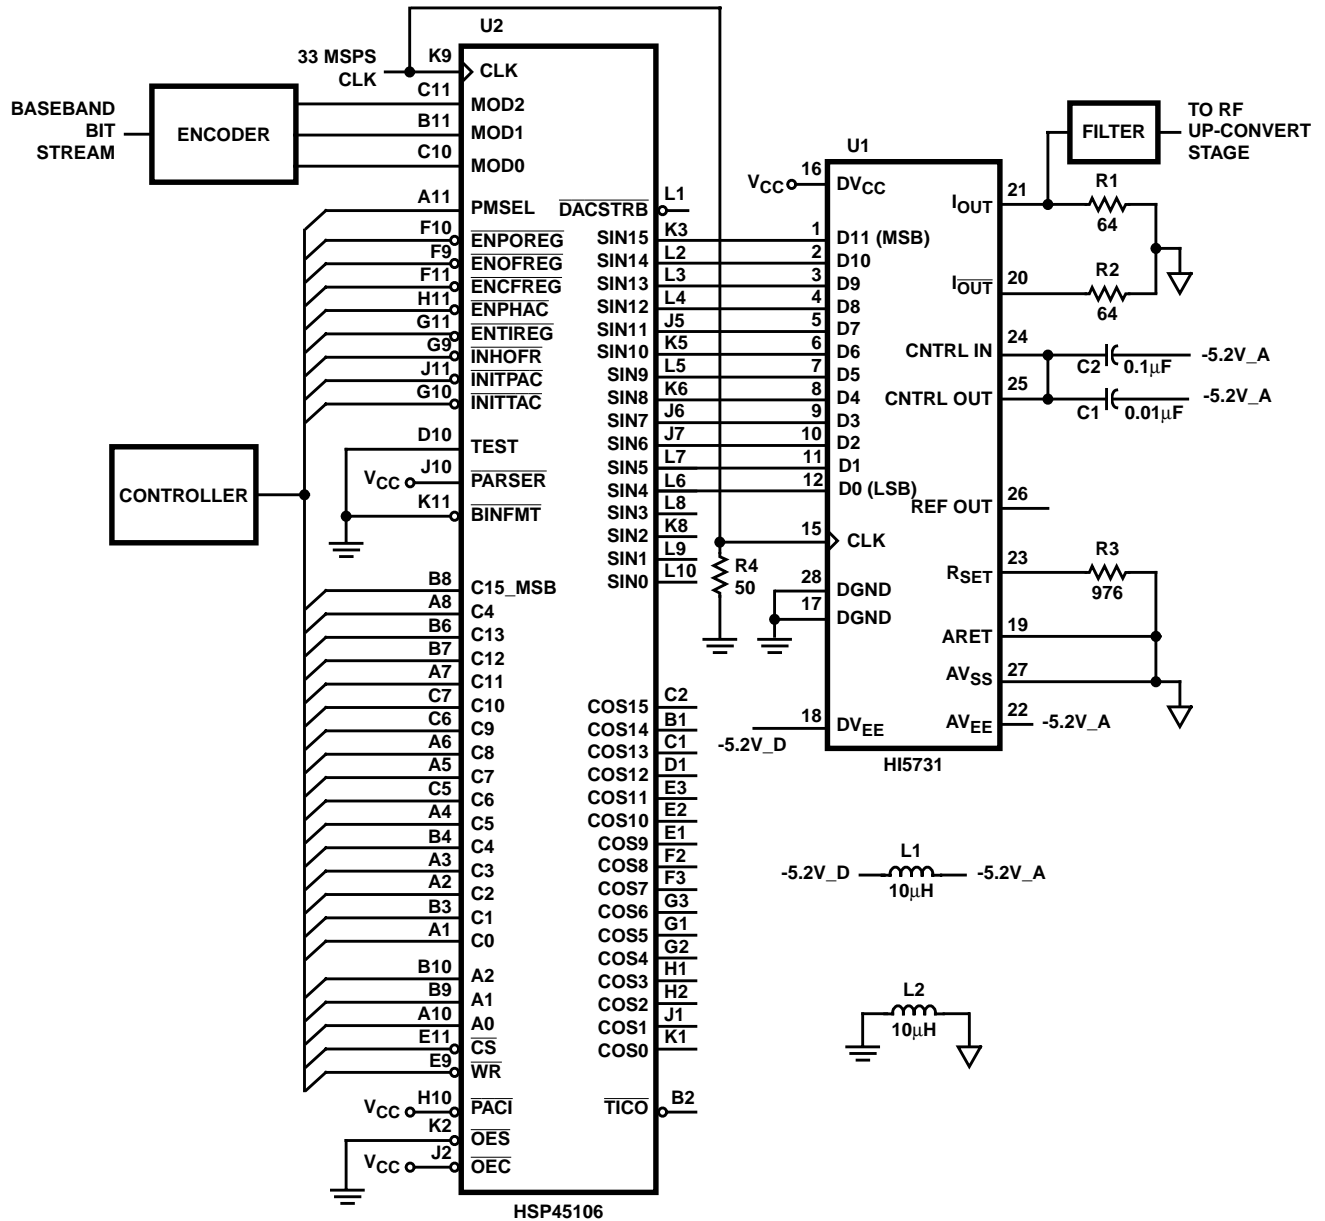 U2
33 MSPS
CLK
K9
CLK
BASEBAND
BIT
STREAM
ENCODER
C11
MOD2
B11
MOD1
C10
MOD0
A11
PMSEL
F10
ENPOREG
F9
ENOFREG
F11
ENCFREG
H11
ENPHAC
G11
ENTIREG
G9
INHOFR
J11
INITPAC
G10
INITTAC
D10
TEST
VCC
J10
PARSER
K11
BINFMT
CONTROLLER
B8
C15_MSB
A8
C4
B6
C13
B7
C12
A7
C11
C7
C10
C6
C9
A6
C8
A5
C7
C5
C6
A4
C5
B4
C4
A3
C3
A2
C2
B3
C1
A1
C0
B10
A2
B9
A1
A10
A0
E11
CS
E9
WR
VCC
H10
PACI
K2
OES
VCC
J2
OEC
DACSTRB
L1
SIN15
K3
SIN14
L2
SIN13
L3
SIN12
L4
SIN11
J5
SIN10
K5
SIN9
L5
SIN8
K6
SIN7
J6
SIN6
J7
SIN5
L7
SIN4
L6
SIN3
L8
SIN2
K8
SIN1
L9
SIN0
L10
COS15
C2
COS14
B1
COS13
C1
COS12
D1
COS11
E3
COS10
E2
COS9
E1
COS8
F2
COS7
F3
COS6
G3
COS5
G1
COS4
G2
COS3
H1
COS2
H2
COS1
J1
COS0
K1
TICO
B2
HSP45106
R4
50
U1
VCC
16
DVCC
1
D11 (MSB)
2
D10
3
D9
4
D8
5
D7
6
D6
7
D5
8
D4
9
D3
10
D2
11
D1
12
D0 (LSB)
15
CLK
28
DGND
17
DGND
18
DVEE
-5.2V_D
IOUT
21
FILTER
TO RF
UP-CONVERT
STAGE
R1
64
IOUT
20
R2
64
CNTRL IN
24
C2
0.1μF
-5.2V_A
CNTRL OUT
25
C1
0.01μF
-5.2V_A
REF OUT
26
RSET
23
R3
976
ARET
19
AVSS
27
AVEE
22
-5.2V_A
HI5731
-5.2V_D
L1
10μH
-5.2V_A
L2
10μH